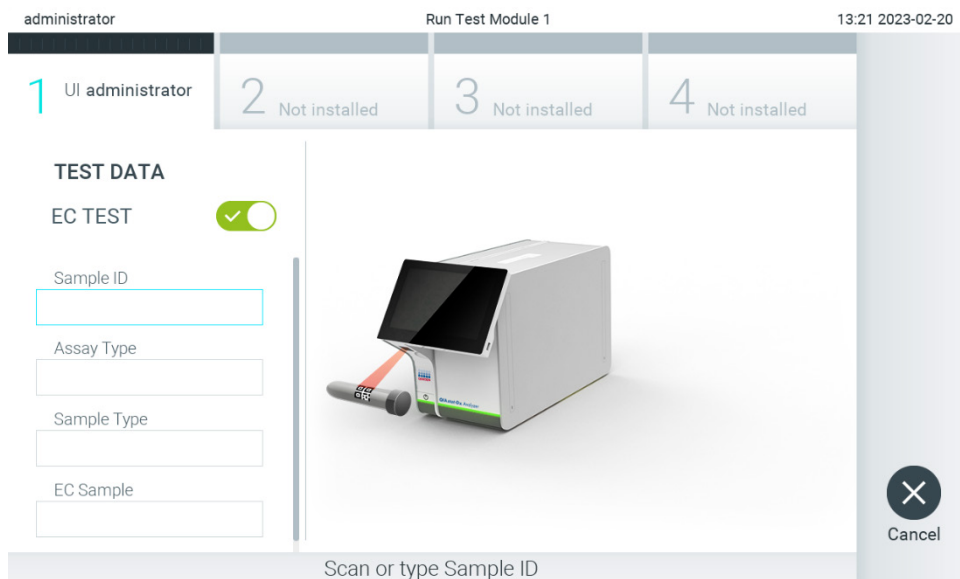 administrator
Run Test Module 1
13:21 2023-02-20
1 UI administrator
2 Not installed
3 Not installed
4 Not installed
TEST DATA
EC TEST
Sample ID
Assay Type
Sample Type
EC Sample
Cancel
Scan or type Sample ID